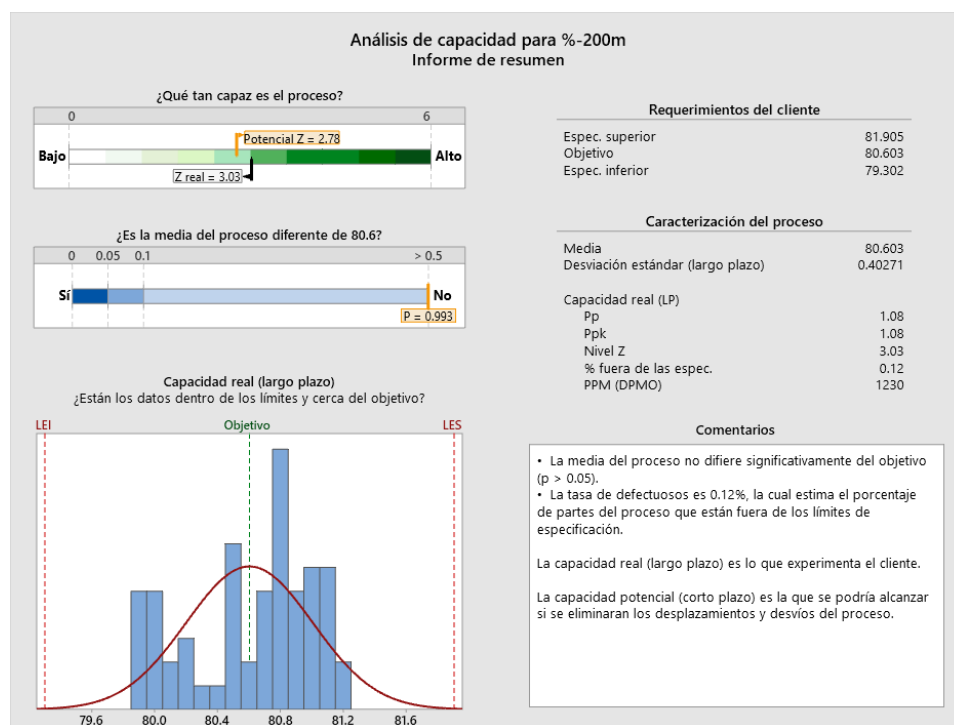 Análisis de capacidad para %-200m
Informe de resumen
¿Qué tan capaz es el proceso?
0 6
Potencial Z = 2.78
Bajo Alto
Z real = 3.03
¿Es la media del proceso diferente de 80.6?
0 0.05 0.1 > 0.5
Sí No
P = 0.993
Capacidad real (largo plazo)
¿Están los datos dentro de los límites y cerca del objetivo?
LEI Objetivo LES
79.6 80.0 80.4 80.8 81.2 81.6
Requerimientos del cliente
Espec. superior 81.905
Objetivo 80.603
Espec. inferior 79.302
Caracterización del proceso
Media 80.603
Desviación estándar (largo plazo) 0.40271
Capacidad real (LP)
Pp 1.08
Ppk 1.08
Nivel Z 3.03
% fuera de las espec. 0.12
PPM (DPMO) 1230
Comentarios
• La media del proceso no difiere significativamente del objetivo
(p > 0.05).
• La tasa de defectuosos es 0.12%, la cual estima el porcentaje
de partes del proceso que están fuera de los límites de
especificación.
La capacidad real (largo plazo) es lo que experimenta el cliente.
La capacidad potencial (corto plazo) es la que se podría alcanzar
si se eliminaran los desplazamientos y desvíos del proceso.